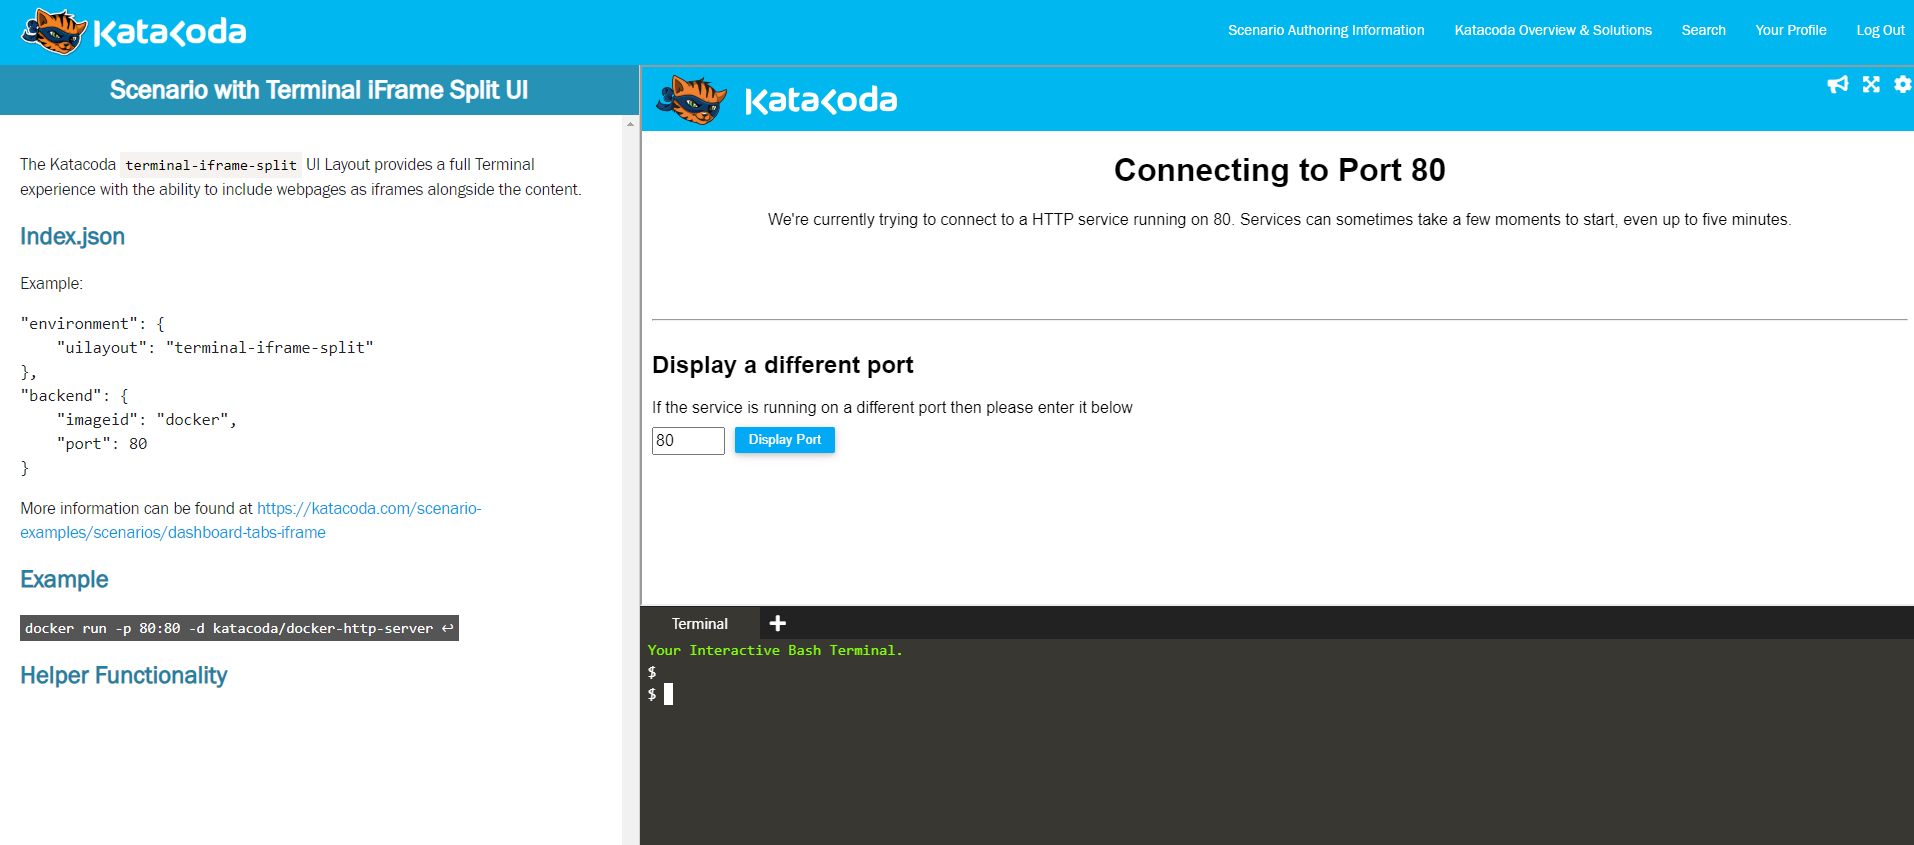 Katakoda
Scenario Authoring Information
Katacoda Overview & Solutions
Search
Your Profile
Log Out
Scenario with Terminal iFrame Split UI
The Katacoda terminal-iframe-split UI Layout provides a full Terminal
experience with the ability to include webpages as iframes alongside the content.
Index.json
Example:
"environment": {
    "uilayout": "terminal-iframe-split"
},
"backend": {
    "imageid": "docker",
    "port": 80
}
More information can be found at https://katacoda.com/scenario-
examples/scenarios/dashboard-tabs-iframe
Example
docker run -p 80:80 -d katacoda/docker-http-server ↩
Helper Functionality
Katacoda
Connecting to Port 80
We're currently trying to connect to a HTTP service running on 80. Services can sometimes take a few moments to start, even up to five minutes.
Display a different port
If the service is running on a different port then please enter it below
80
Display Port
Terminal
Your Interactive Bash Terminal.
$
$